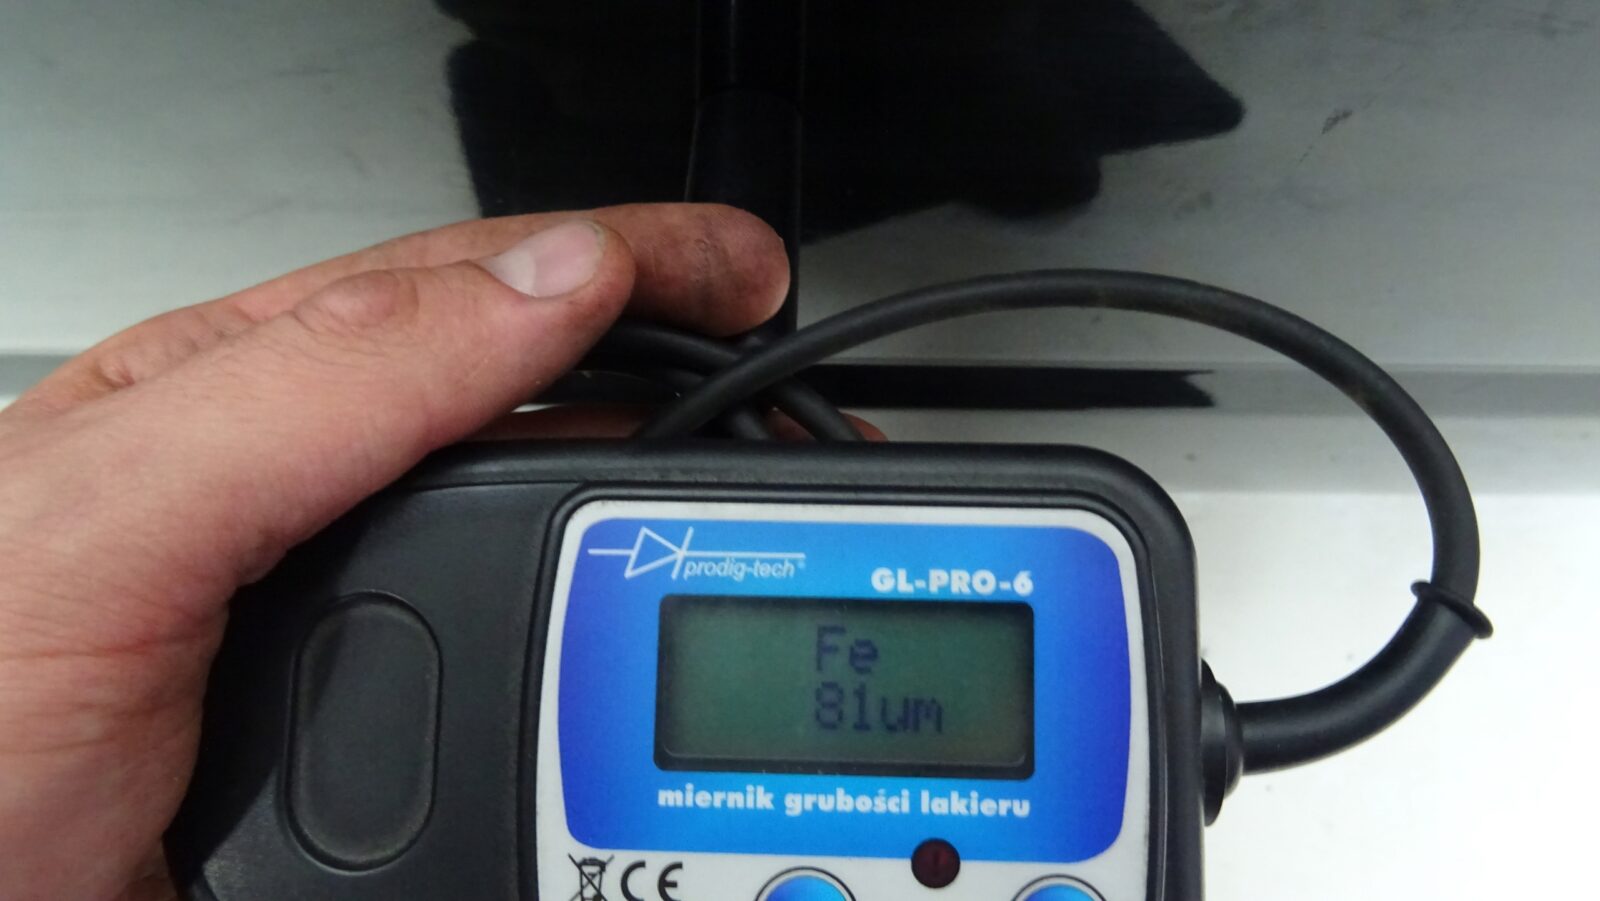 prodig-tech®
GL-PRO-6
Fe
81um
miernik grubości lakieru
CE